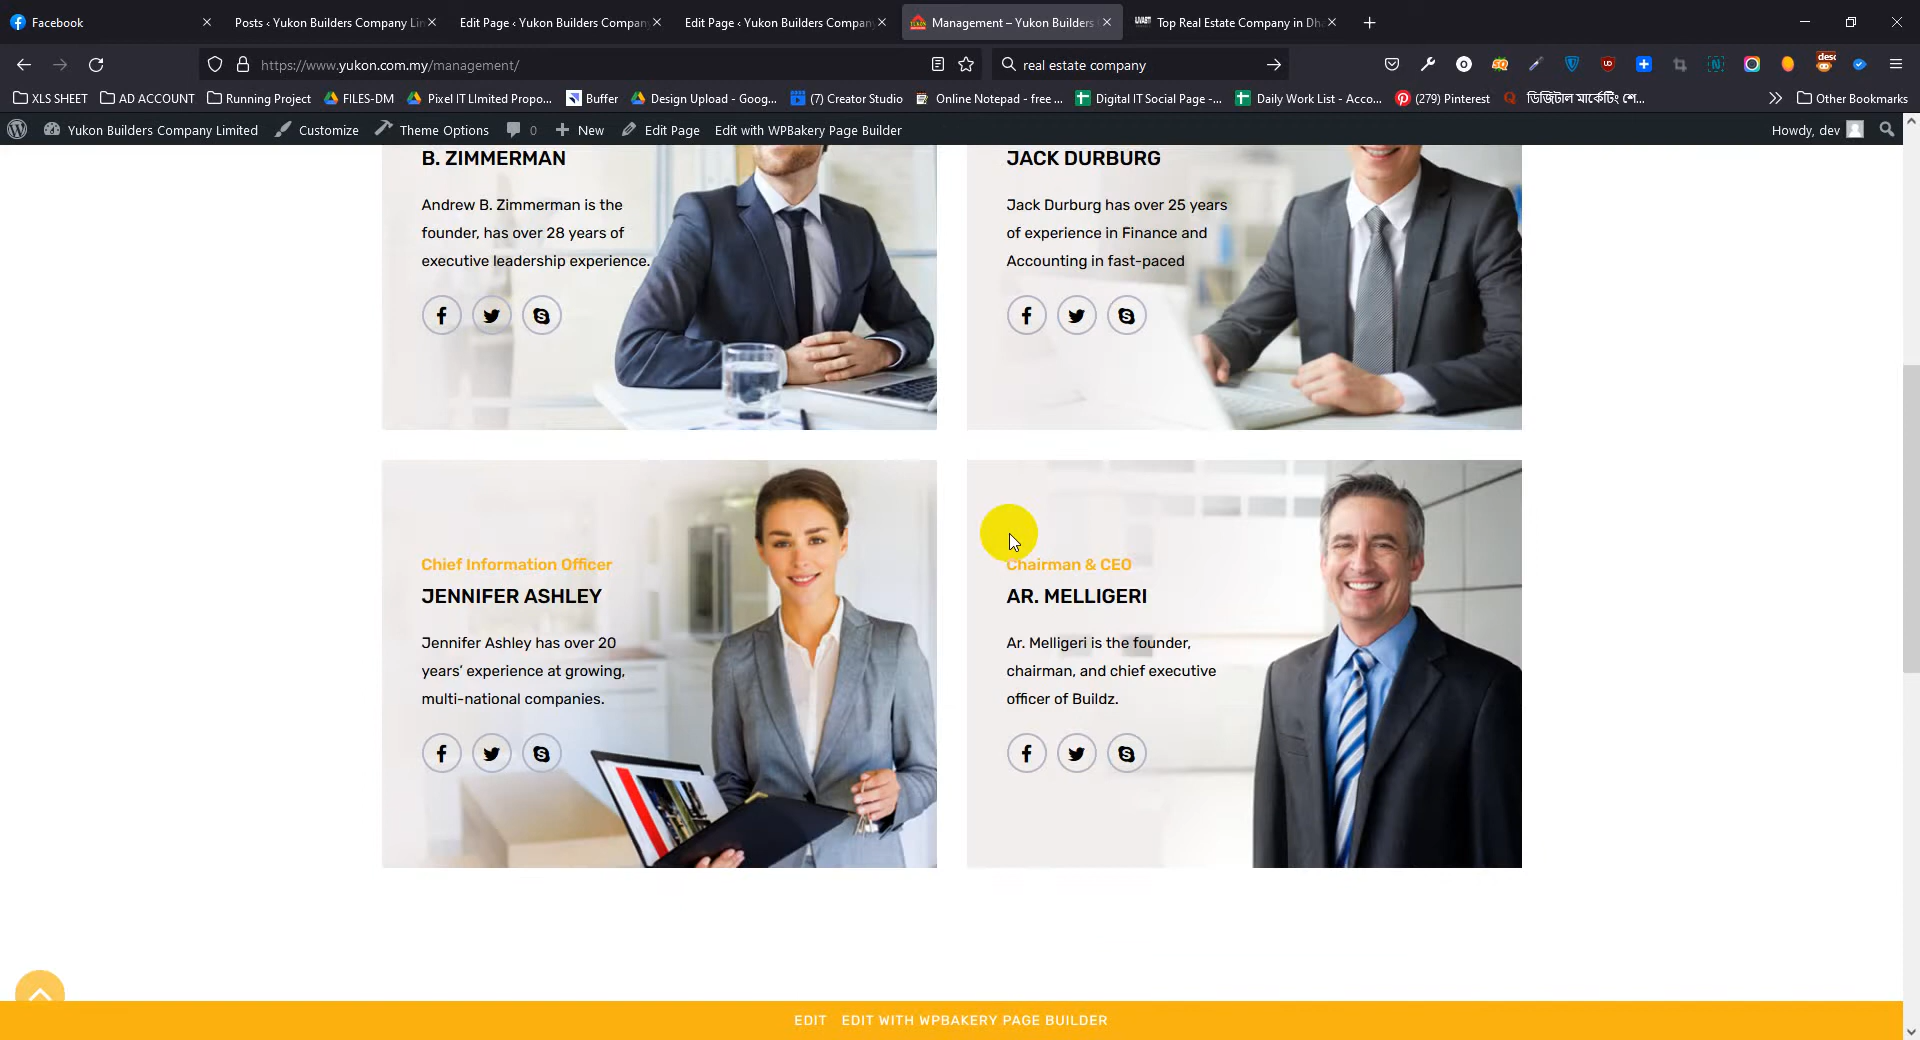 Facebook
Posts ‹ Yukon Builders Company Lim
Edit Page ‹ Yukon Builders Company
Edit Page ‹ Yukon Builders Company
Management – Yukon Builders
Top Real Estate Company in Dh
https://www.yukon.com.my/management/
real estate company
XLS SHEET
AD ACCOUNT
Running Project
FILES-DM
Pixel IT LImited Propo...
Buffer
Design Upload - Goog...
(7) Creator Studio
Online Notepad - free ...
Digital IT Social Page -...
Daily Work List - Acco...
(279) Pinterest
ডিজিটাল মার্কেটিং শে...
Other Bookmarks
Yukon Builders Company Limited
Customize
Theme Options
0
New
Edit Page
Edit with WPBakery Page Builder
Howdy, dev
B. ZIMMERMAN
Andrew B. Zimmerman is the
founder, has over 28 years of
executive leadership experience.
JACK DURBURG
Jack Durburg has over 25 years
of experience in Finance and
Accounting in fast-paced
Chief Information Officer
JENNIFER ASHLEY
Jennifer Ashley has over 20
years’ experience at growing,
multi-national companies.
Chairman & CEO
AR. MELLIGERI
Ar. Melligeri is the founder,
chairman, and chief executive
officer of Buildz.
EDIT
EDIT WITH WPBAKERY PAGE BUILDER